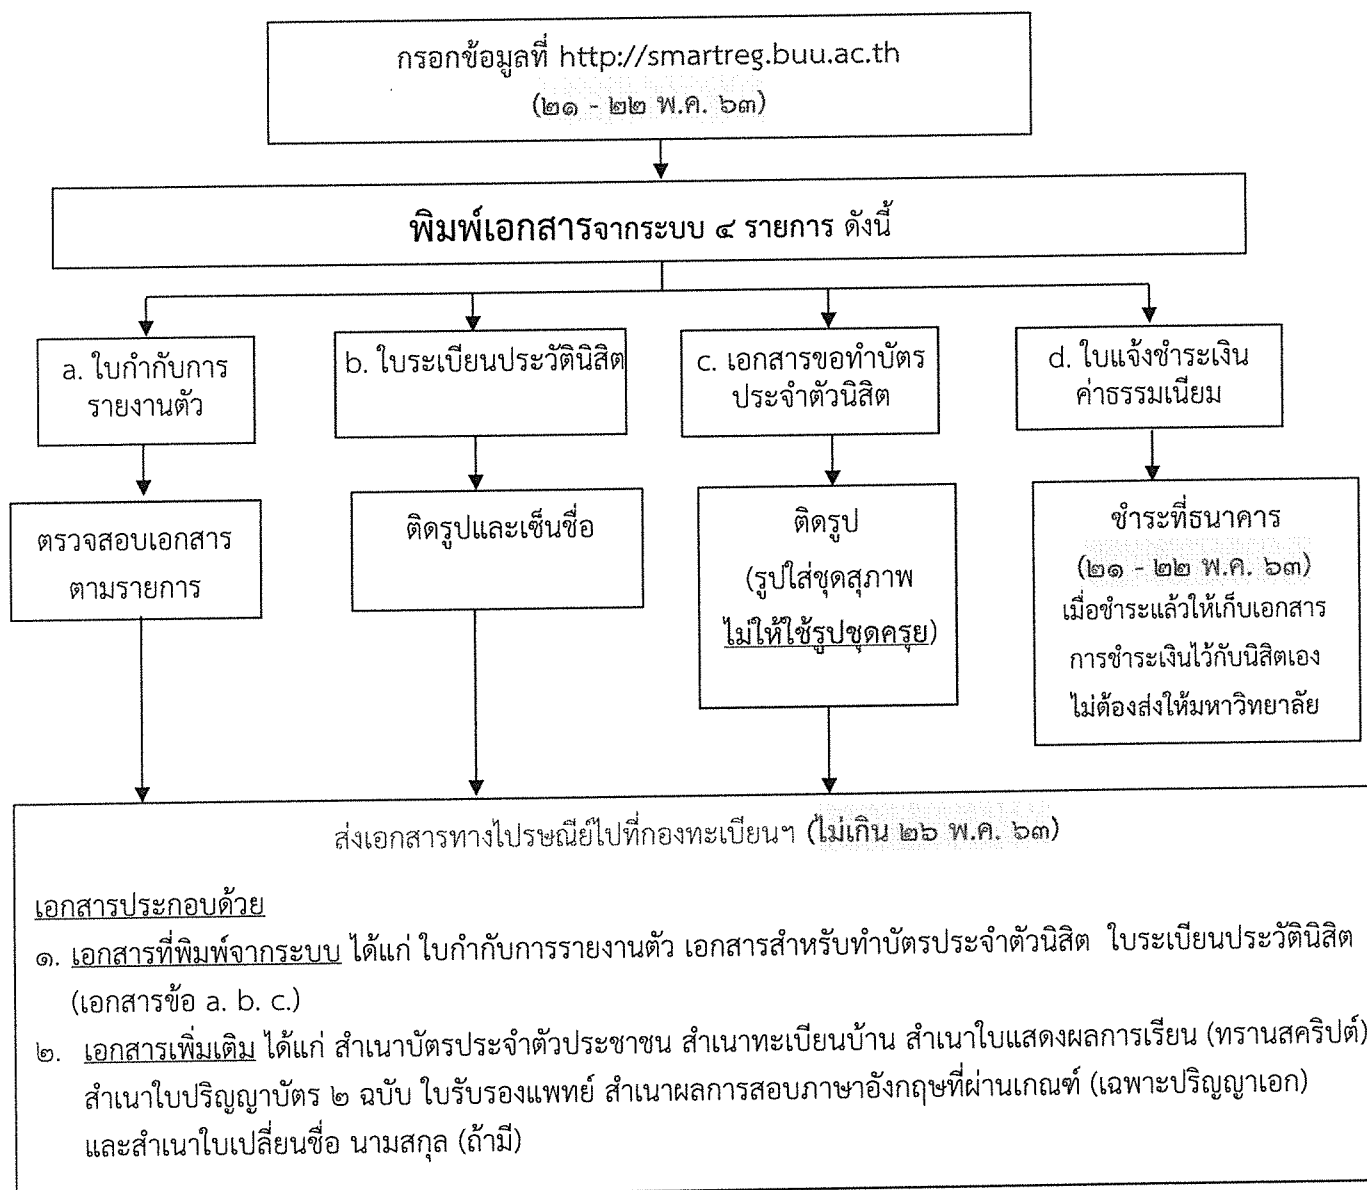 กรอกข้อมูลที่ http://smartreg.buu.ac.th
(๒๑ - ๒๒ พ.ค. ๖๓)
พิมพ์เอกสารจากระบบ ๔ รายการ ดังนี้
a. ใบกำกับการ
รายงานตัว
b. ใบระเบียนประวัตินิสิต
c. เอกสารขอทำบัตร
ประจำตัวนิสิต
d. ใบแจ้งชำระเงิน
ค่าธรรมเนียม
ตรวจสอบเอกสาร
ตามรายการ
ติดรูปและเซ็นชื่อ
ติดรูป
(รูปใส่ชุดสุภาพ
ไม่ให้ใช้รูปชุดครุย)
ชำระที่ธนาคาร
(๒๑ - ๒๒ พ.ค. ๖๓)
เมื่อชำระแล้วให้เก็บเอกสาร
การชำระเงินไว้กับนิสิตเอง
ไม่ต้องส่งให้มหาวิทยาลัย
ส่งเอกสารทางไปรษณีย์ไปที่กองทะเบียนฯ (ไม่เกิน ๒๖ พ.ค. ๖๓)
เอกสารประกอบด้วย
๑. เอกสารที่พิมพ์จากระบบ ได้แก่ ใบกำกับการรายงานตัว เอกสารสำหรับทำบัตรประจำตัวนิสิต ใบระเบียนประวัตินิสิต
(เอกสารข้อ a. b. c.)
๒. เอกสารเพิ่มเติม ได้แก่ สำเนาบัตรประจำตัวประชาชน สำเนาทะเบียนบ้าน สำเนาใบแสดงผลการเรียน (ทรานสคริปต์)
สำเนาใบปริญญาบัตร ๒ ฉบับ ใบรับรองแพทย์ สำเนาผลการสอบภาษาอังกฤษที่ผ่านเกณฑ์ (เฉพาะปริญญาเอก)
และสำเนาใบเปลี่ยนชื่อ นามสกุล (ถ้ามี)